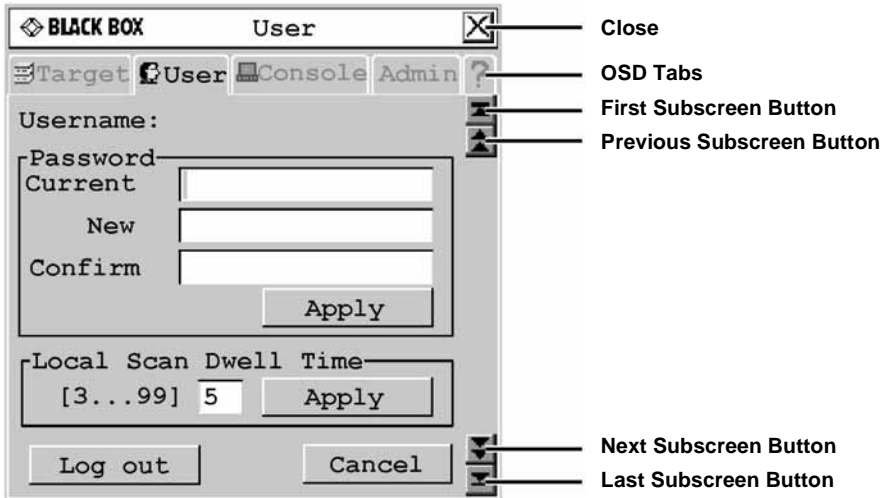 BLACK BOX User X Close
Target User Console Admin ? OSD Tabs
First Subscreen Button
Username:
Previous Subscreen Button
Password
Current
New
Confirm
Apply
Local Scan Dwell Time
[3...99] 5 Apply
Next Subscreen Button
Log out Cancel
Last Subscreen Button